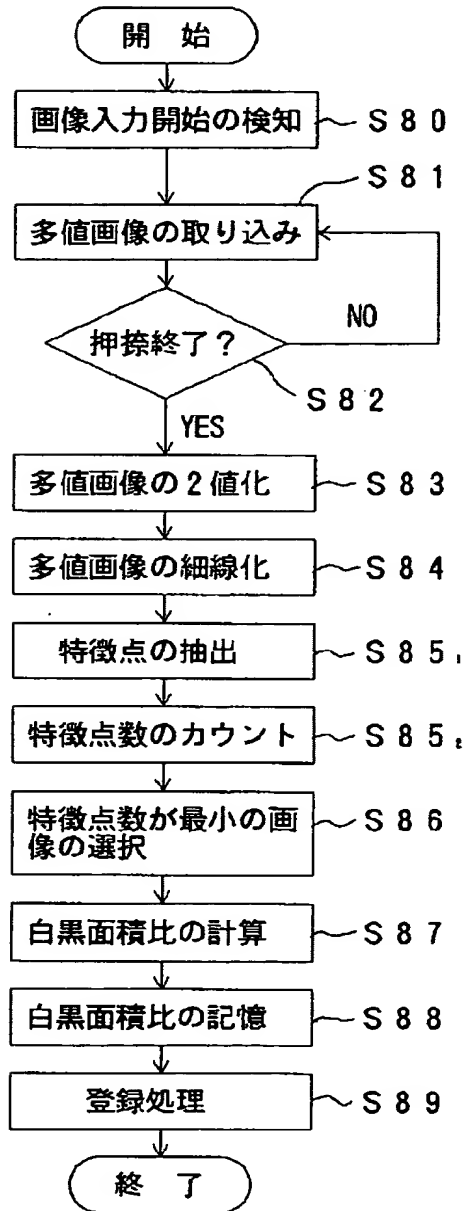 開 始
画像入力開始の検知 S80
S81
多値画像の取り込み
NO
押捺終了?
S82
YES
多値画像の2値化 S83
多値画像の細線化 S84
特徴点の抽出 S85₁
特徴点数のカウント S85₂
特徴点数が最小の画
像の選択 S86
白黒面積比の計算 S87
白黒面積比の記憶 S88
登録処理 S89
終 了